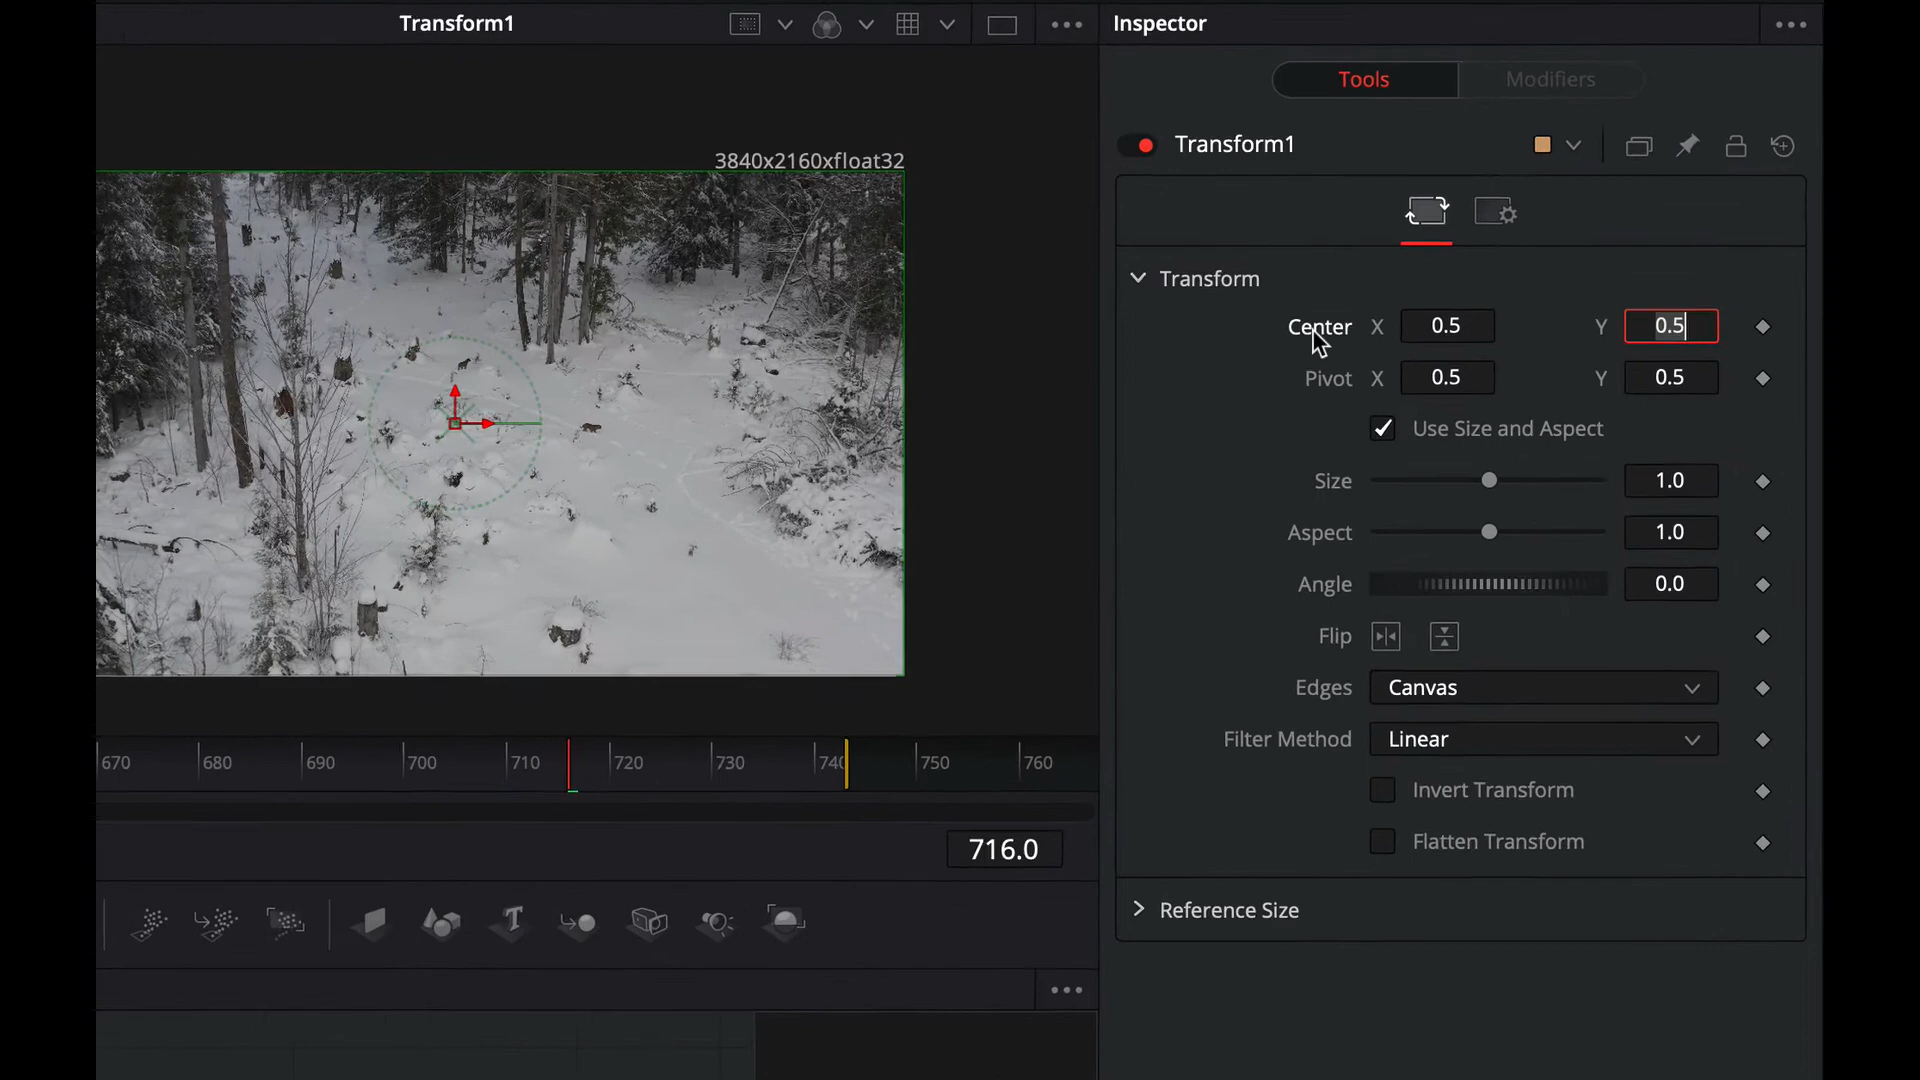 Transform1
Inspector
Tools
Modifiers
Transform1
3840x2160xfloat32
Transform
Center X 0.5 Y 0.5
Pivot X 0.5 Y 0.5
Use Size and Aspect
Size 1.0
Aspect 1.0
Angle 0.0
Flip
Edges Canvas
Filter Method Linear
Invert Transform
Flatten Transform
Reference Size
670 680 690 700 710 720 730 740 750 760
716.0